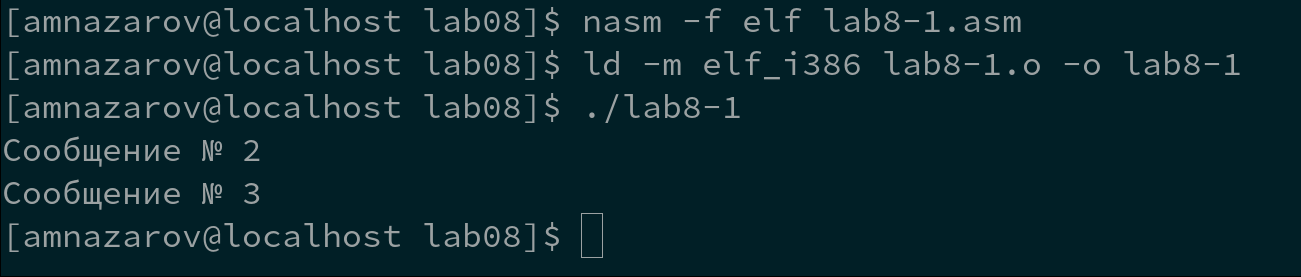 [amnazarov@localhost lab08]$ nasm -f elf lab8-1.asm
[amnazarov@localhost lab08]$ ld -m elf_i386 lab8-1.o -o lab8-1
[amnazarov@localhost lab08]$ ./lab8-1
Сообщение № 2
Сообщение № 3
[amnazarov@localhost lab08]$